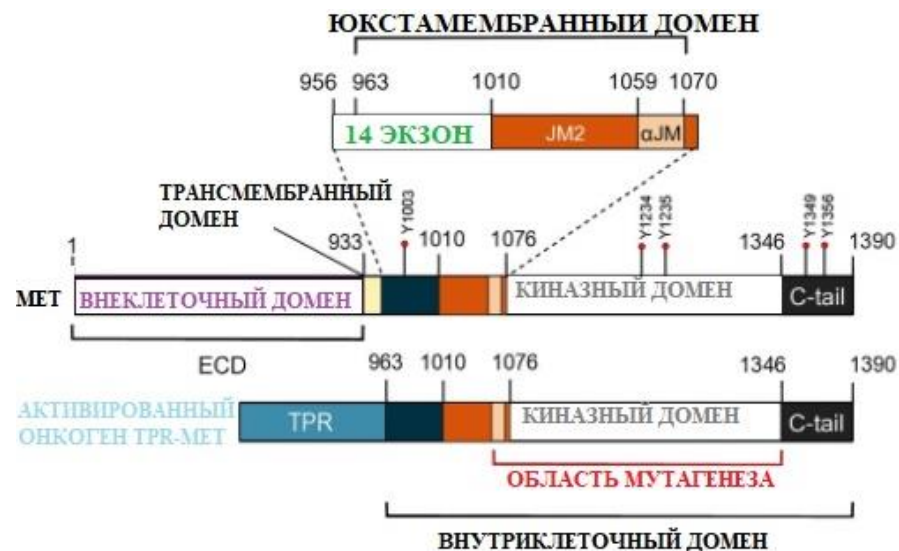 ЮКСТАМЕМБРАННЫЙ ДОМЕН
956 963 1010 1059 1070
14 ЭКЗОН JM2 αJM
ТРАНСМЕМБРАННЫЙ
ДОМЕН
Y1003 Y1234 Y1235 Y1349 Y1356
1 933 1010 1076 1346 1390
МЕТ ВНЕКЛЕТОЧНЫЙ ДОМЕН КИНАЗНЫЙ ДОМЕН C-tail
ECD 963 1010 1076 1346 1390
АКТИВИРОВАННЫЙ
ОНКОГЕН TPR-МЕТ TPR КИНАЗНЫЙ ДОМЕН C-tail
ОБЛАСТЬ МУТАГЕНЕЗА
ВНУТРИКЛЕТОЧНЫЙ ДОМЕН